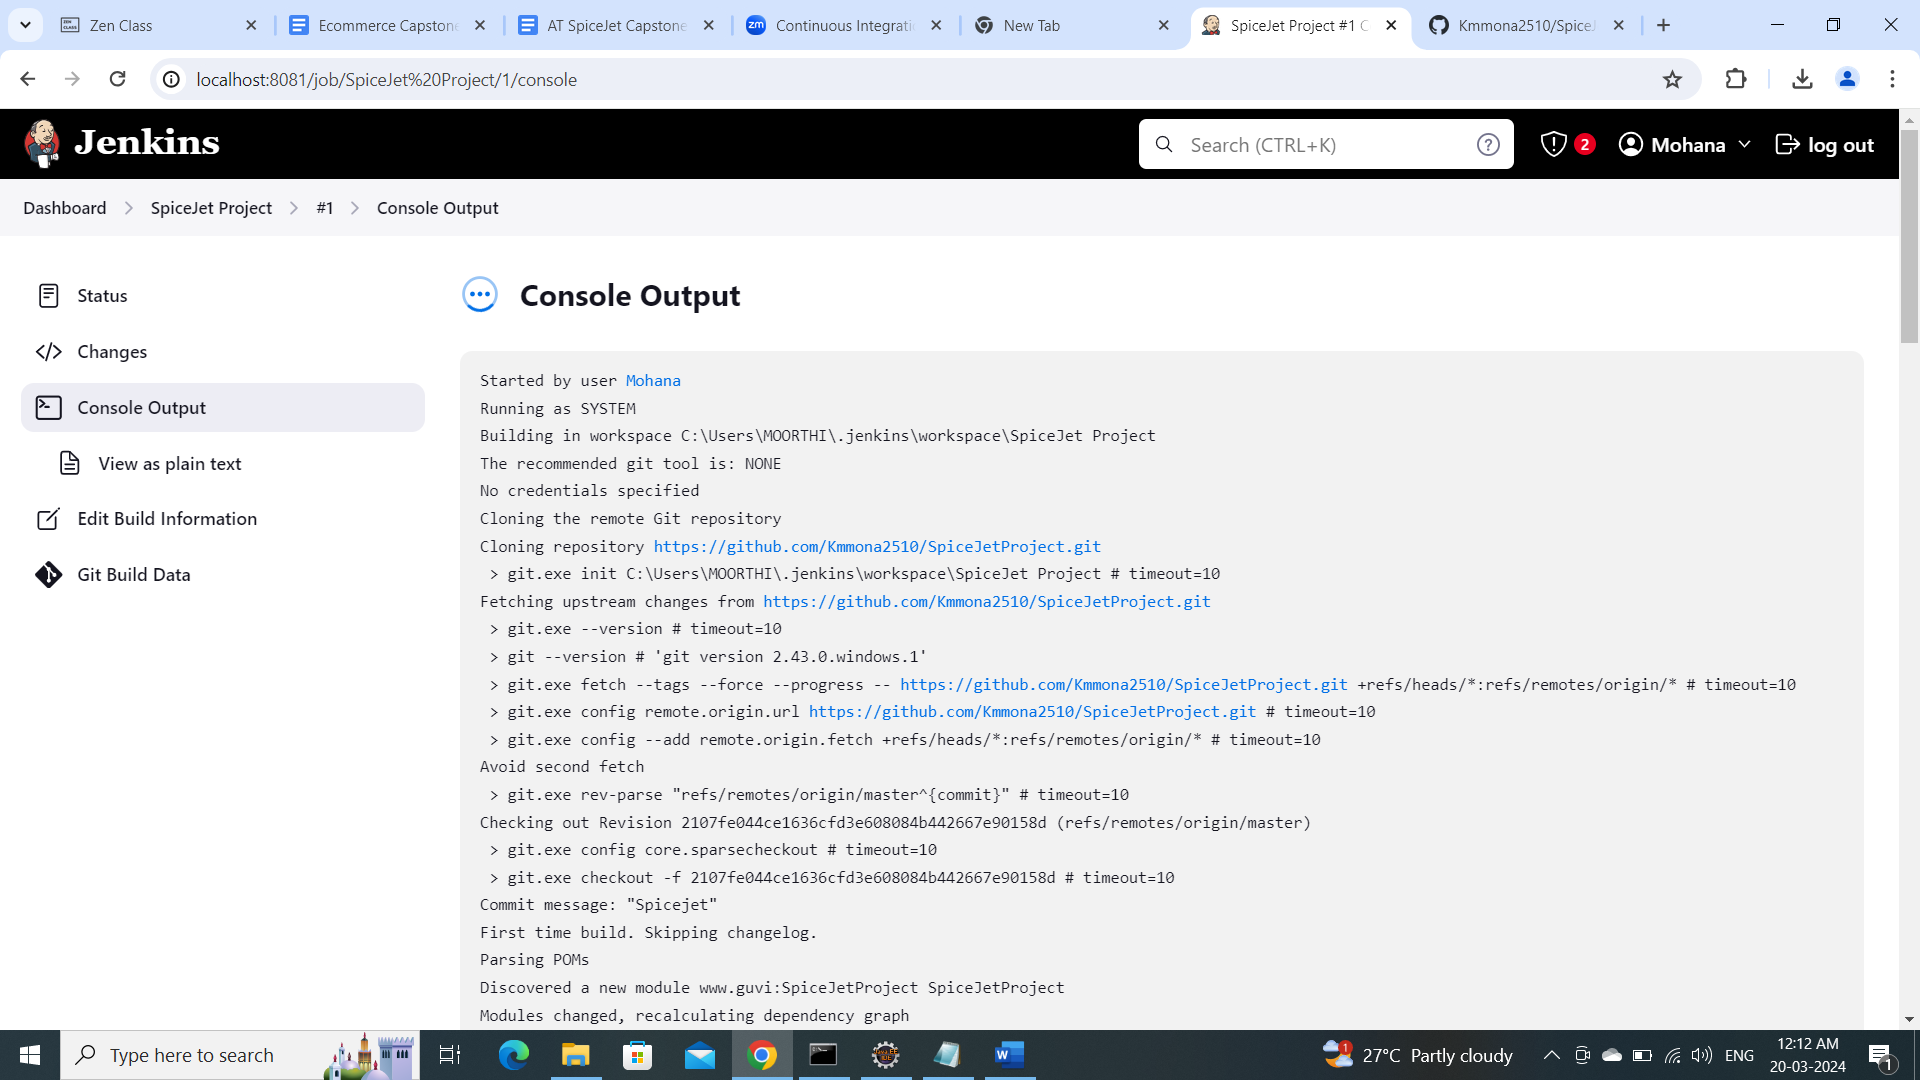 Zen Class
Ecommerce Capstone
AT SpiceJet Capstone
zm Continuous Integrati
New Tab
SpiceJet Project #1 C
Kmmona2510/SpiceJ
localhost:8081/job/SpiceJet%20Project/1/console
Jenkins
Search (CTRL+K)
?
2
Mohana
log out
Dashboard
SpiceJet Project
#1
Console Output
Status
Changes
Console Output
View as plain text
Edit Build Information
Git Build Data
Console Output
Started by user Mohana
Running as SYSTEM
Building in workspace C:\Users\MOORTHI\.jenkins\workspace\SpiceJet Project
The recommended git tool is: NONE
No credentials specified
Cloning the remote Git repository
Cloning repository https://github.com/Kmmona2510/SpiceJetProject.git
> git.exe init C:\Users\MOORTHI\.jenkins\workspace\SpiceJet Project # timeout=10
Fetching upstream changes from https://github.com/Kmmona2510/SpiceJetProject.git
> git.exe --version # timeout=10
> git --version # 'git version 2.43.0.windows.1'
> git.exe fetch --tags --force --progress -- https://github.com/Kmmona2510/SpiceJetProject.git +refs/heads/*:refs/remotes/origin/* # timeout=10
> git.exe config remote.origin.url https://github.com/Kmmona2510/SpiceJetProject.git # timeout=10
> git.exe config --add remote.origin.fetch +refs/heads/*:refs/remotes/origin/* # timeout=10
Avoid second fetch
> git.exe rev-parse "refs/remotes/origin/master^{commit}" # timeout=10
Checking out Revision 2107fe044ce1636cfd3e608084b442667e90158d (refs/remotes/origin/master)
> git.exe config core.sparsecheckout # timeout=10
> git.exe checkout -f 2107fe044ce1636cfd3e608084b442667e90158d # timeout=10
Commit message: "Spicejet"
First time build. Skipping changelog.
Parsing POMs
Discovered a new module www.guvi:SpiceJetProject SpiceJetProject
Modules changed, recalculating dependency graph
Type here to search
1
27°C Partly cloudy
ENG
12:12 AM
20-03-2024
1